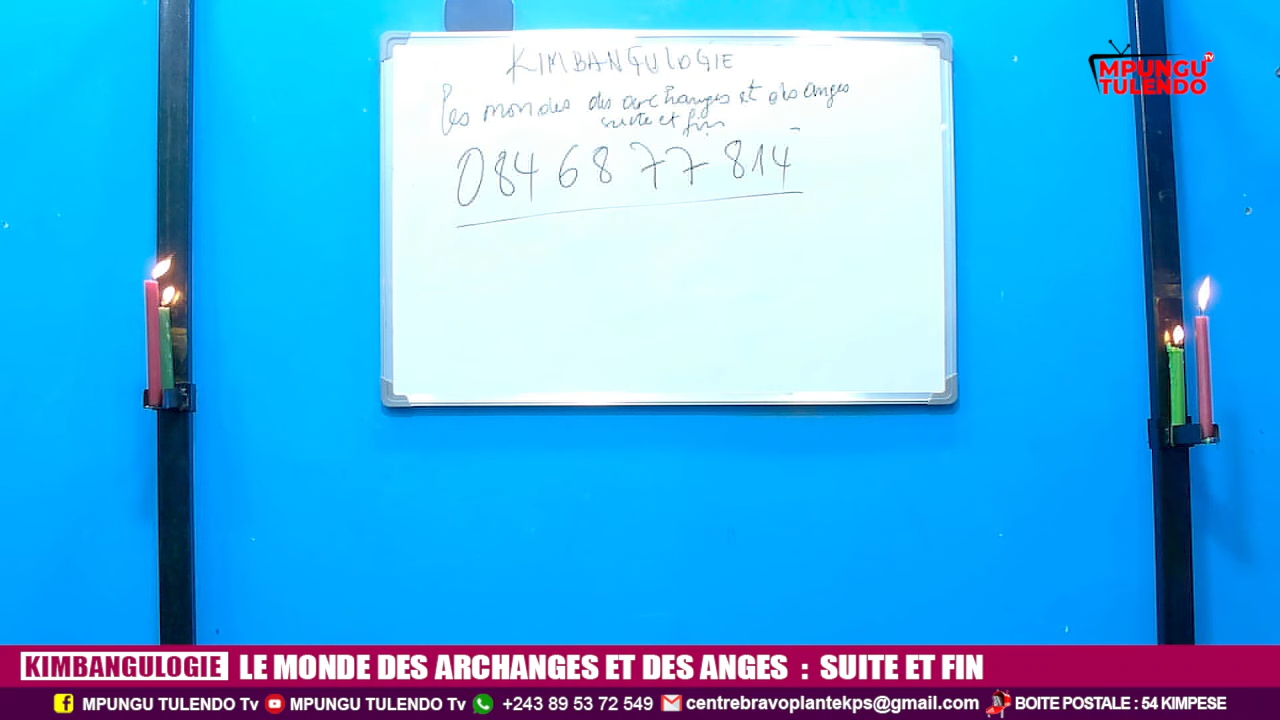 KIMBANGULOGIE
Les mondes des archanges et des anges
suite et fin
084 68 77 814
MPUNGU TV
TULENDO
KIMBANGULOGIE LE MONDE DES ARCHANGES ET DES ANGES : SUITE ET FIN
MPUNGU TULENDO Tv MPUNGU TULENDO Tv +243 89 53 72 549 centrebravoplantekps@gmail.com BOITE POSTALE : 54 KIMPESE